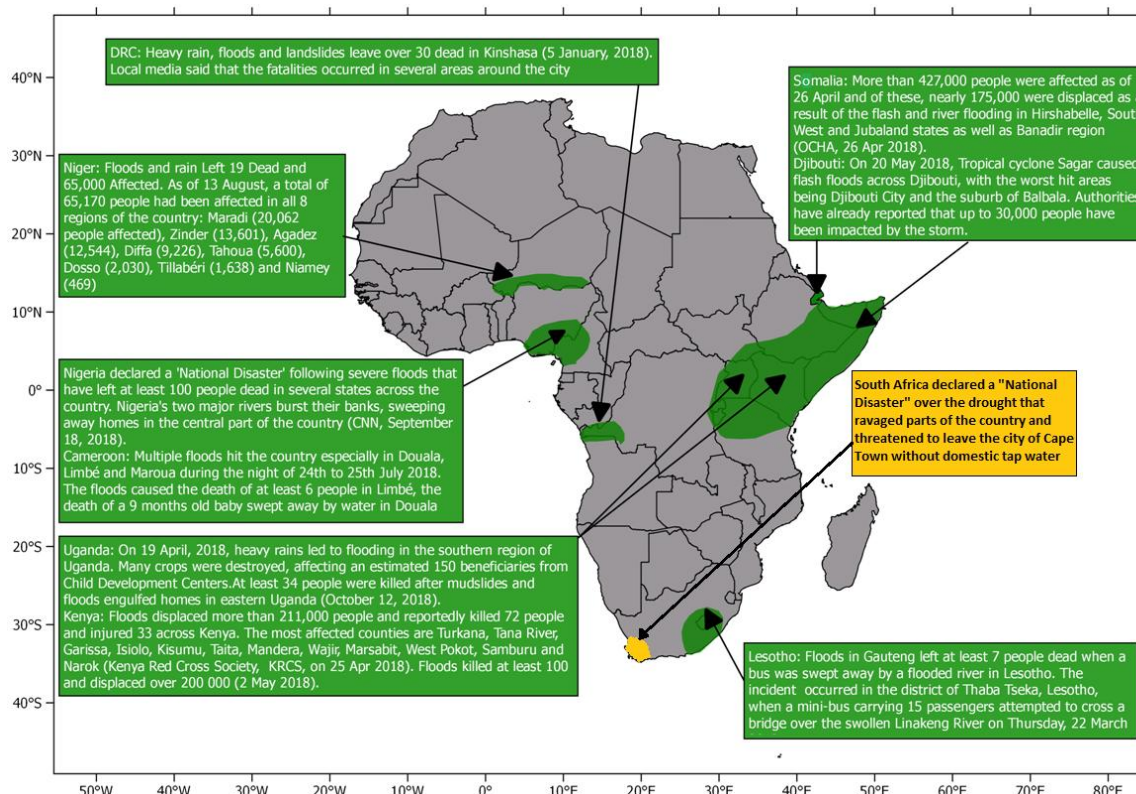 DRC: Heavy rain, floods and landslides leave over 30 dead in Kinshasa (5 January, 2018).
Local media said that the fatalities occurred in several areas around the city
Somalia: More than 427,000 people were affected as of
26 April and of these, nearly 175,000 were displaced as
result of the flash and river flooding in Hirshabelle, Sout
West and Jubaland states as well as Banadir region
(OCHA, 26 Apr 2018).
Djibouti: On 20 May 2018, Tropical cyclone Sagar caused
flash floods across Djibouti, with the worst hit areas
being Djibouti City and the suburb of Balbala. Authorities
have already reported that up to 30,000 people have
been impacted by the storm.
Niger: Floods and rain Left 19 Dead and
65,000 Affected. As of 13 August, a total of
65,170 people had been affected in all 8
regions of the country: Maradi (20,062
people affected), Zinder (13,601), Agadez
(12,544), Diffa (9,226), Tahoua (5,600),
Dosso (2,030), Tillabéri (1,638) and Niamey
(469)
Nigeria declared a 'National Disaster' following severe floods that
have left at least 100 people dead in several states across the
country. Nigeria's two major rivers burst their banks, sweeping
away homes in the central part of the country (CNN, September
18, 2018).
Cameroon: Multiple floods hit the country especially in Douala,
Limbé and Maroua during the night of 24th to 25th July 2018.
The floods caused the death of at least 6 people in Limbé, the
death of a 9 months old baby swept away by water in Douala
South Africa declared a "National
Disaster" over the drought that
ravaged parts of the country and
threatened to leave the city of Cape
Town without domestic tap water
Uganda: On 19 April, 2018, heavy rains led to flooding in the southern region of
Uganda. Many crops were destroyed, affecting an estimated 150 beneficiaries from
Child Development Centers.At least 34 people were killed after mudslides and
floods engulfed homes in eastern Uganda (October 12, 2018).
Kenya: Floods displaced more than 211,000 people and reportedly killed 72 people
and injured 33 across Kenya. The most affected counties are Turkana, Tana River,
Garissa, Isiolo, Kisumu, Taita, Mandera, Wajir, Marsabit, West Pokot, Samburu and
Narok (Kenya Red Cross Society, KRCS, on 25 Apr 2018). Floods killed at least 100
and displaced over 200 000 (2 May 2018).
Lesotho: Floods in Gauteng left at least 7 people dead when a
bus was swept away by a flooded river in Lesotho. The
incident occurred in the district of Thaba Tseka, Lesotho,
when a mini-bus carrying 15 passengers attempted to cross a
bridge over the swollen Linakeng River on Thursday, 22 March
40°N
30°N
20°N
10°N
0°
10°S
20°S
30°S
40°S
50°W 40°W 30°W 20°W 10°W 0°E 10°E 20°E 30°E 40°E 50°E 60°E 70°E 80°E